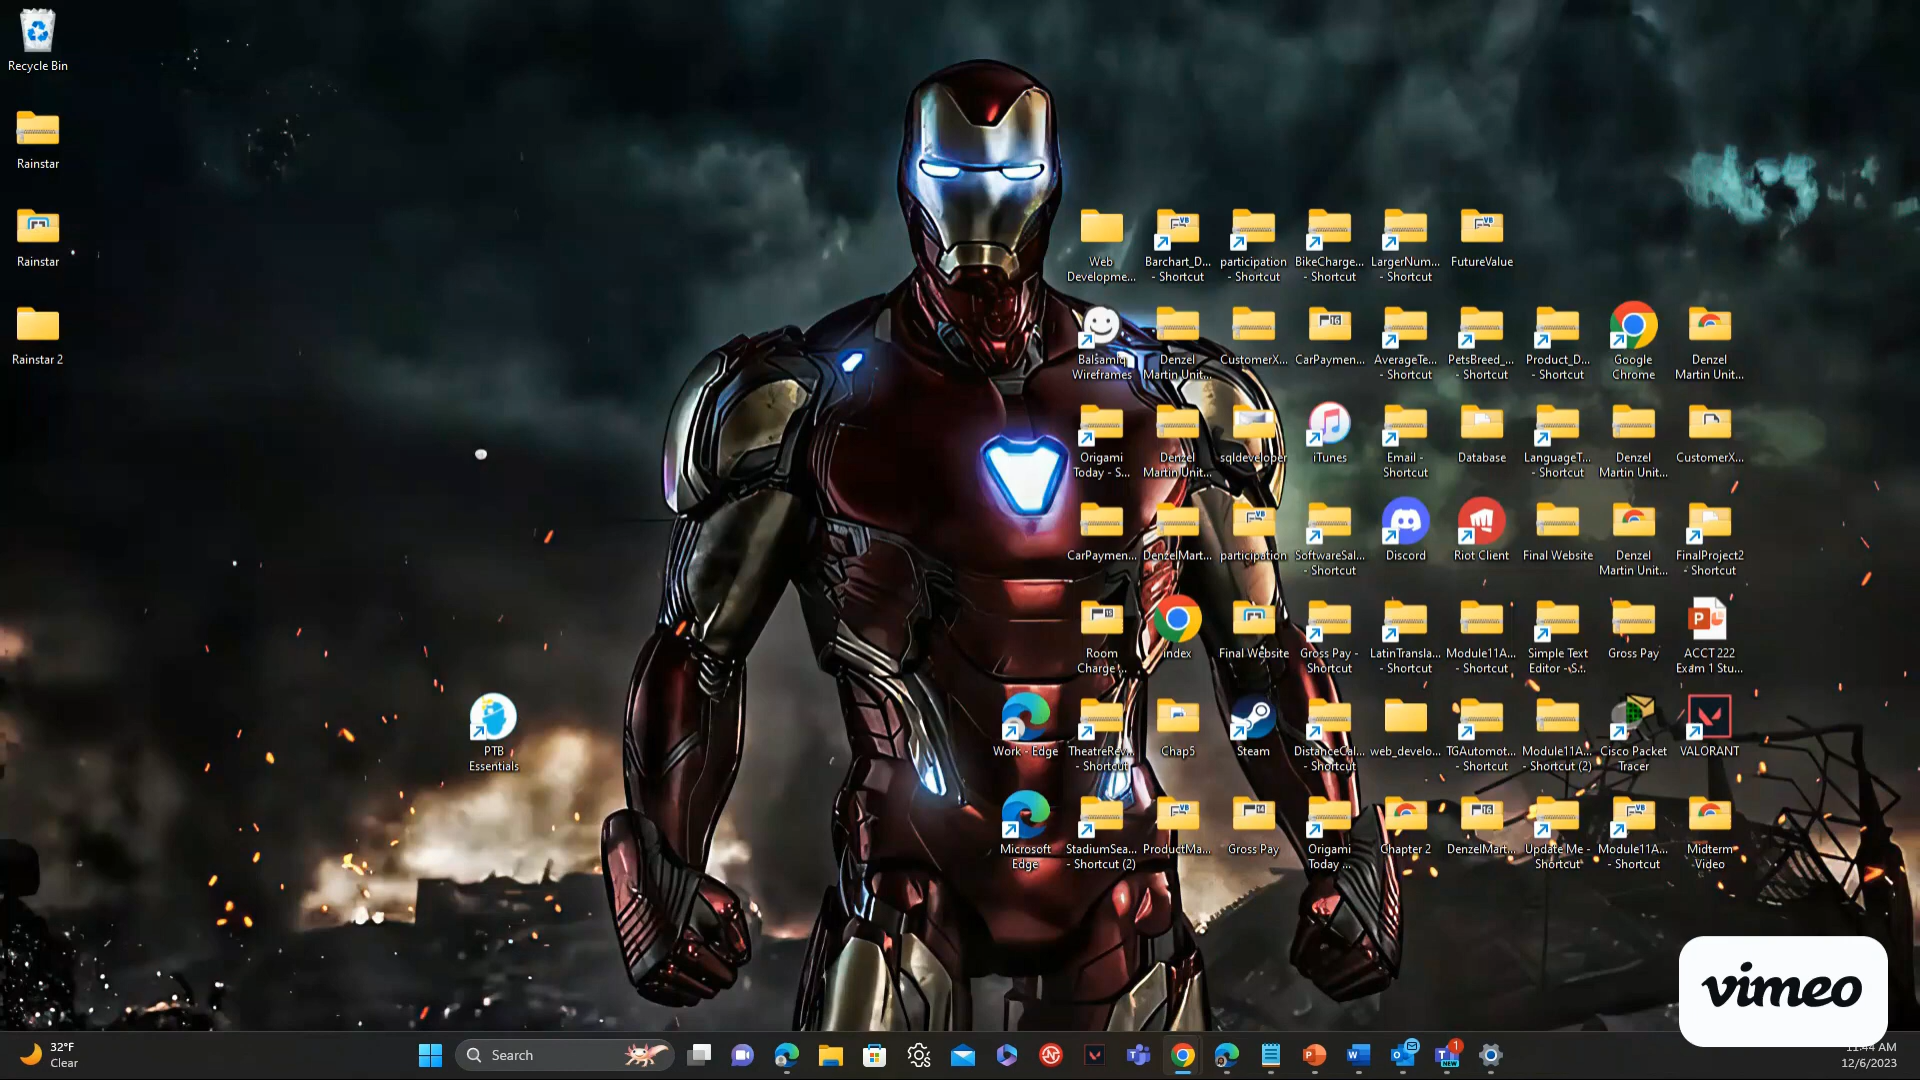 Recycle Bin
Rainstar
Rainstar
Rainstar 2
PTB
Essentials
Web
Developme...
Barchart_D...
- Shortcut
participation
- Shortcut
BikeCharge...
- Shortcut
LargerNum...
- Shortcut
FutureValue
Balsamiq
Wireframes
Denzel
Martin Unit...
CustomerX...
CarPaymen...
AverageTe...
- Shortcut
PetsBreed_...
- Shortcut
Product_D...
- Shortcut
Google
Chrome
Denzel
Martin Unit...
Origami
Today - S...
Denzel
Martin Unit...
sqldeveloper
iTunes
Email -
Shortcut
Database
LanguageT...
- Shortcut
Denzel
Martin Unit...
CustomerX...
CarPaymen...
DenzelMart...
participation
SoftwareSal...
- Shortcut
Discord
Riot Client
Final Website
Denzel
Martin Unit...
FinalProject2
- Shortcut
Room
Charge ...
index
Final Website
Gross Pay -
Shortcut
LatinTransla...
- Shortcut
Module11A...
- Shortcut
Simple Text
Editor - S...
Gross Pay
ACCT 222
Exam 1 Stu...
Work - Edge
TheatreRev...
- Shortcut
Chap5
Steam
DistanceCal...
- Shortcut
web_develo...
TGAutomot...
- Shortcut
Module11A...
- Shortcut (2)
Cisco Packet
Tracer
VALORANT
Microsoft
Edge
StadiumSea...
- Shortcut (2)
ProductMa...
Gross Pay
Origami
Today ...
Chapter 2
DenzelMart...
Update Me -
Shortcut
Module11A...
- Shortcut
Midterm
Video
vimeo
32°F
Clear
Search
11:44 AM
12/6/2023